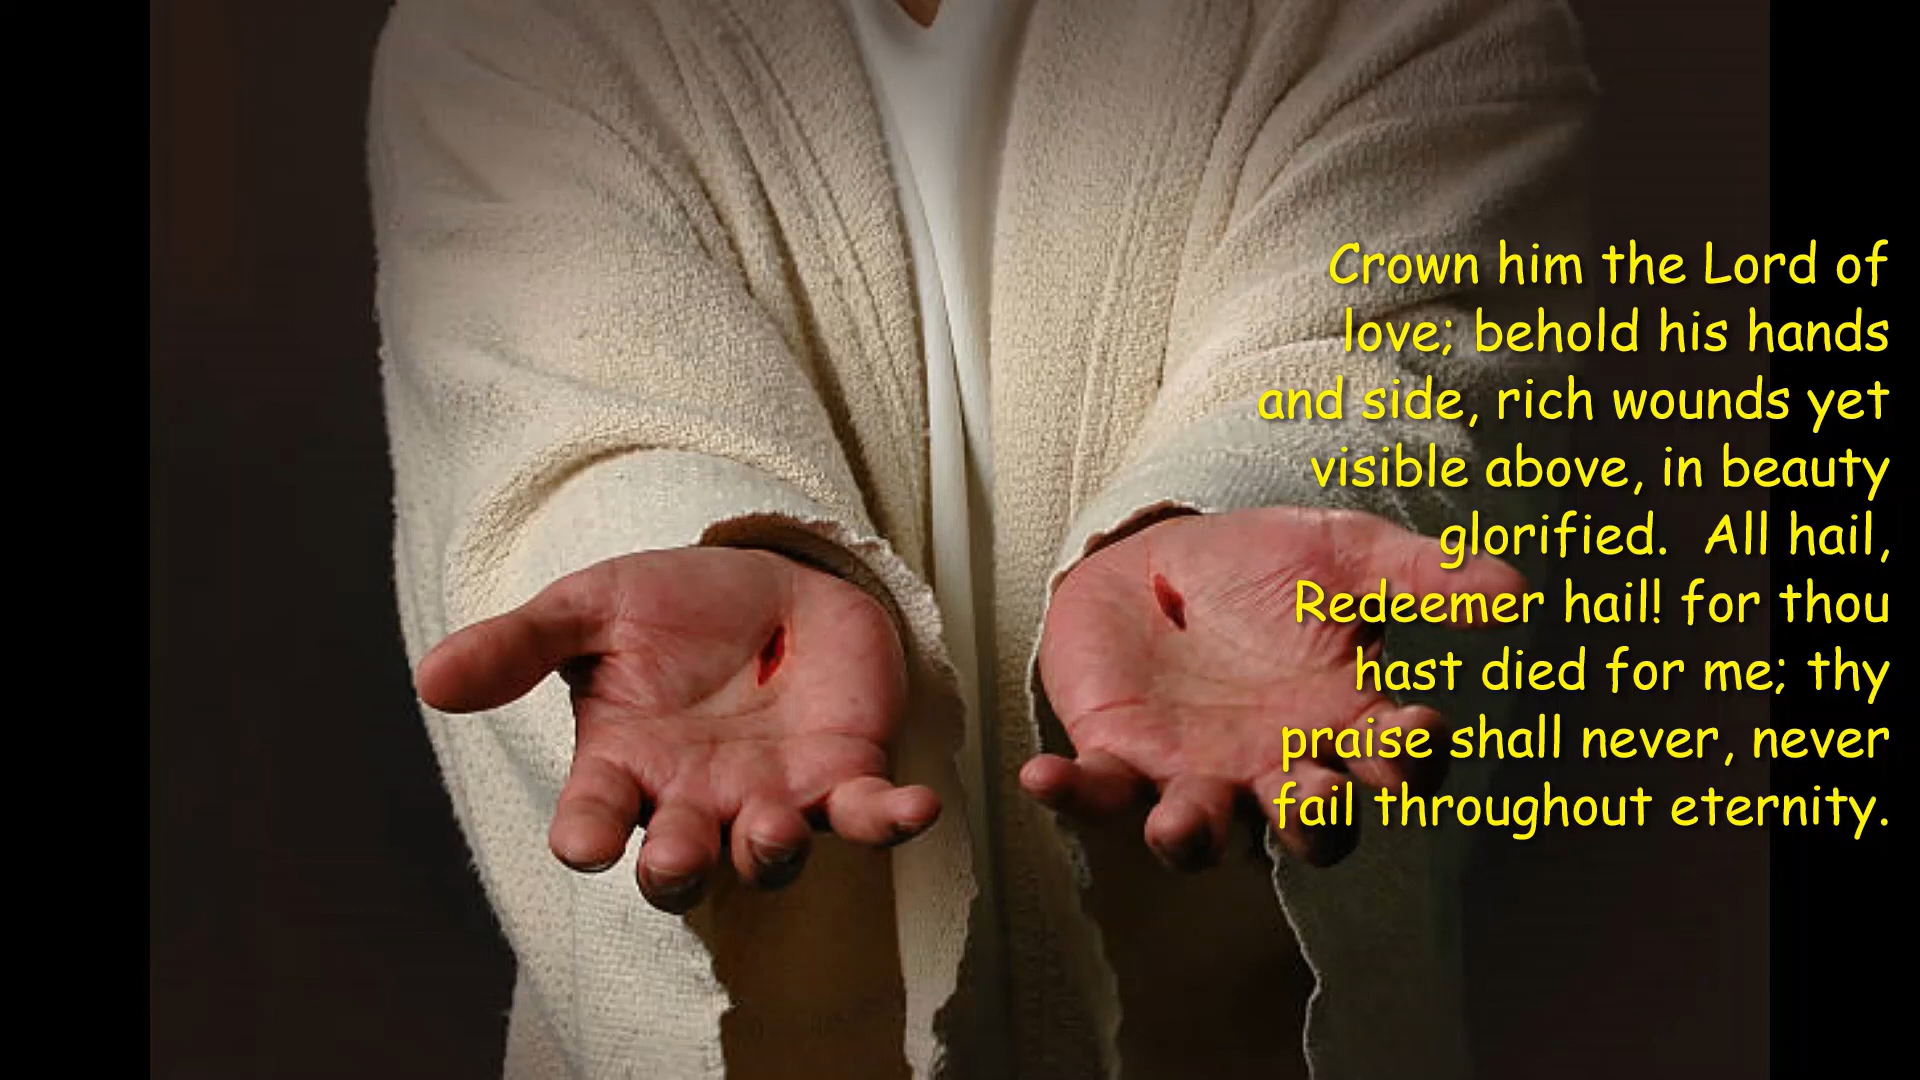 Crown him the Lord of
love; behold his hands
and side, rich wounds yet
visible above, in beauty
glorified.  All hail,
Redeemer hail! for thou
hast died for me; thy
praise shall never, never
fail throughout eternity.